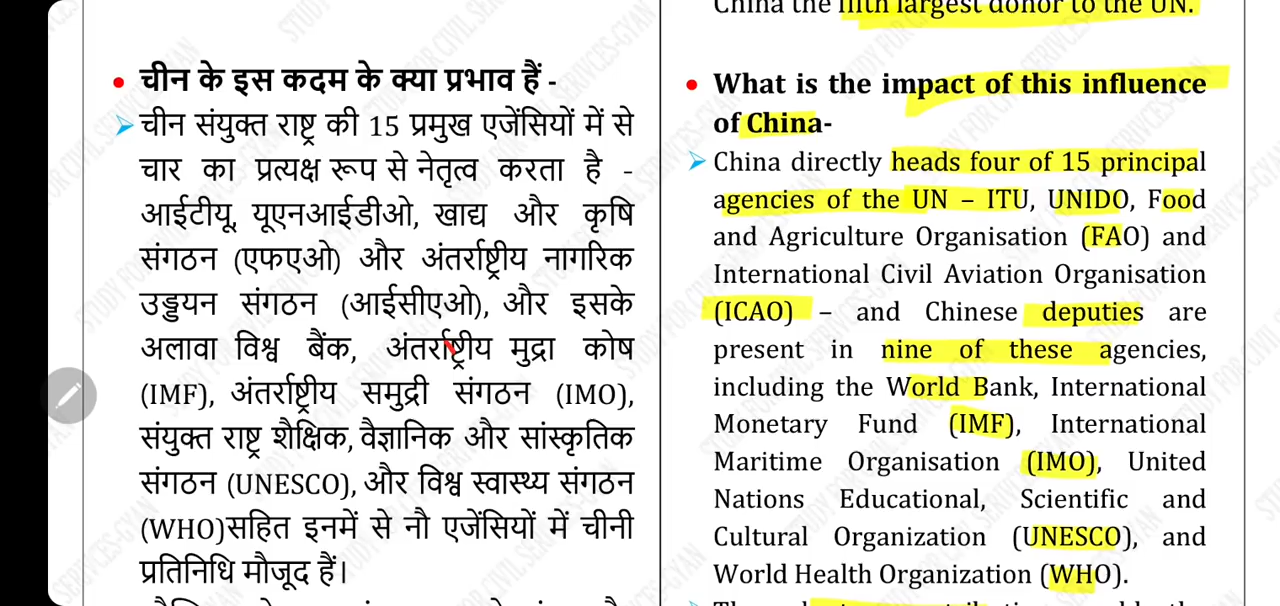 चीन के इस कदम के क्या प्रभाव हैं -
चीन संयुक्त राष्ट्र की 15 प्रमुख एजेंसियों में से
चार का प्रत्यक्ष रूप से नेतृत्व करता है -
आईटीयू, यूएनआईडीओ, खाद्य और कृषि
संगठन (एफएओ) और अंतर्राष्ट्रीय नागरिक
उड्डयन संगठन (आईसीएओ), और इसके
अलावा विश्व बैंक, अंतर्राष्ट्रीय मुद्रा कोष
(IMF), अंतर्राष्ट्रीय समुद्री संगठन (IMO),
संयुक्त राष्ट्र शैक्षिक, वैज्ञानिक और सांस्कृतिक
संगठन (UNESCO), और विश्व स्वास्थ्य संगठन
(WHO)सहित इनमें से नौ एजेंसियों में चीनी
प्रतिनिधि मौजूद हैं।
China the fifth largest donor to the UN.
What is the impact of this influence
of China-
China directly heads four of 15 principal
agencies of the UN – ITU, UNIDO, Food
and Agriculture Organisation (FAO) and
International Civil Aviation Organisation
(ICAO) – and Chinese deputies are
present in nine of these agencies,
including the World Bank, International
Monetary Fund (IMF), International
Maritime Organisation (IMO), United
Nations Educational, Scientific and
Cultural Organization (UNESCO), and
World Health Organization (WHO).